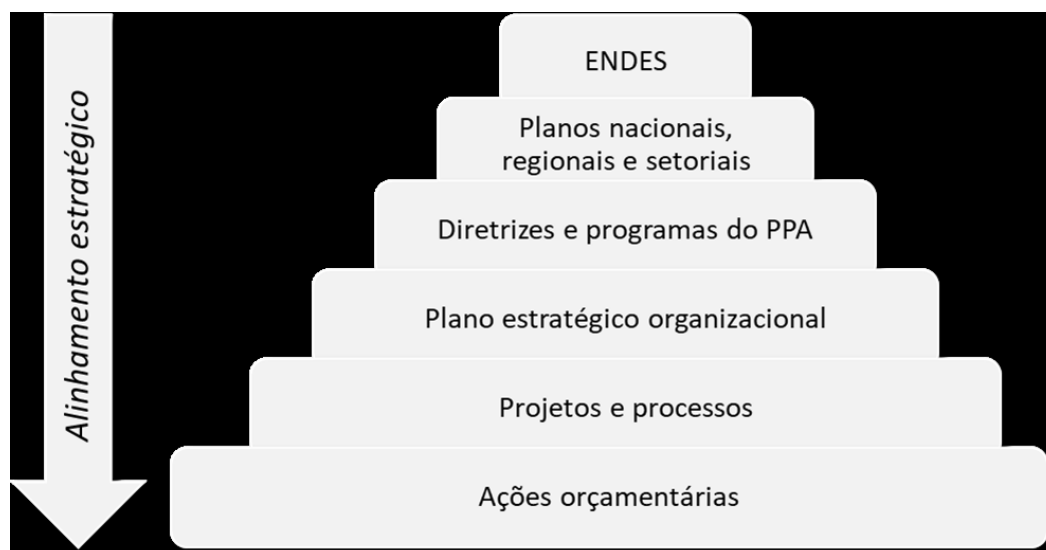 Alinhamento estratégico
ENDES
Planos nacionais,
regionais e setoriais
Diretrizes e programas do PPA
Plano estratégico organizacional
Projetos e processos
Ações orçamentárias